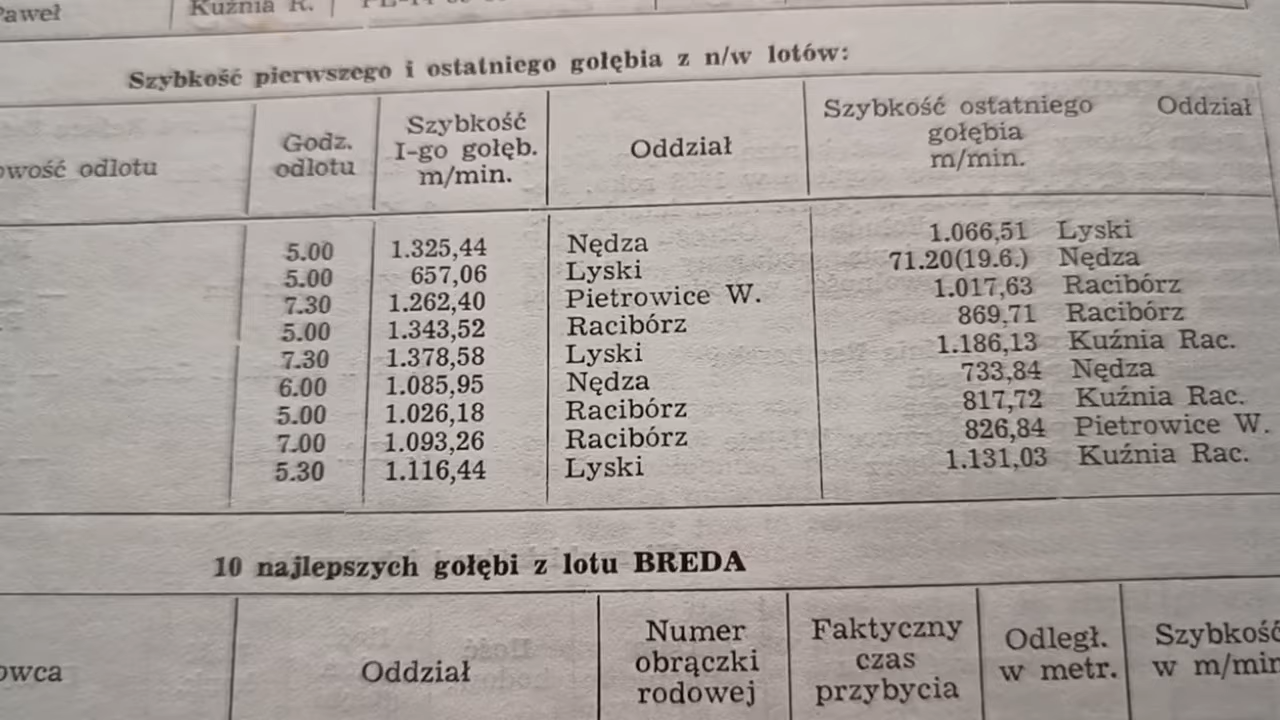 Paweł Kuźnia R.
Szybkość pierwszego i ostatniego gołębia z n/w lotów:
owość odlotu Godz. odlotu Szybkość I-go gołęb. m/min. Oddział Szybkość ostatniego gołębia m/min. Oddział
5.00 1.325,44 Nędza 1.066,51 Lyski
5.00 657,06 Lyski 71.20(19.6.) Nędza
7.30 1.262,40 Pietrowice W. 1.017,63 Racibórz
5.00 1.343,52 Racibórz 869,71 Racibórz
7.30 1.378,58 Lyski 1.186,13 Kuźnia Rac.
6.00 1.085,95 Nędza 733,84 Nędza
5.00 1.026,18 Racibórz 817,72 Kuźnia Rac.
7.00 1.093,26 Racibórz 826,84 Pietrowice W.
5.30 1.116,44 Lyski 1.131,03 Kuźnia Rac.
10 najlepszych gołębi z lotu BREDA
owca Oddział Numer obrączki rodowej Faktyczny czas przybycia Odległ. w metr. Szybkość w m/min